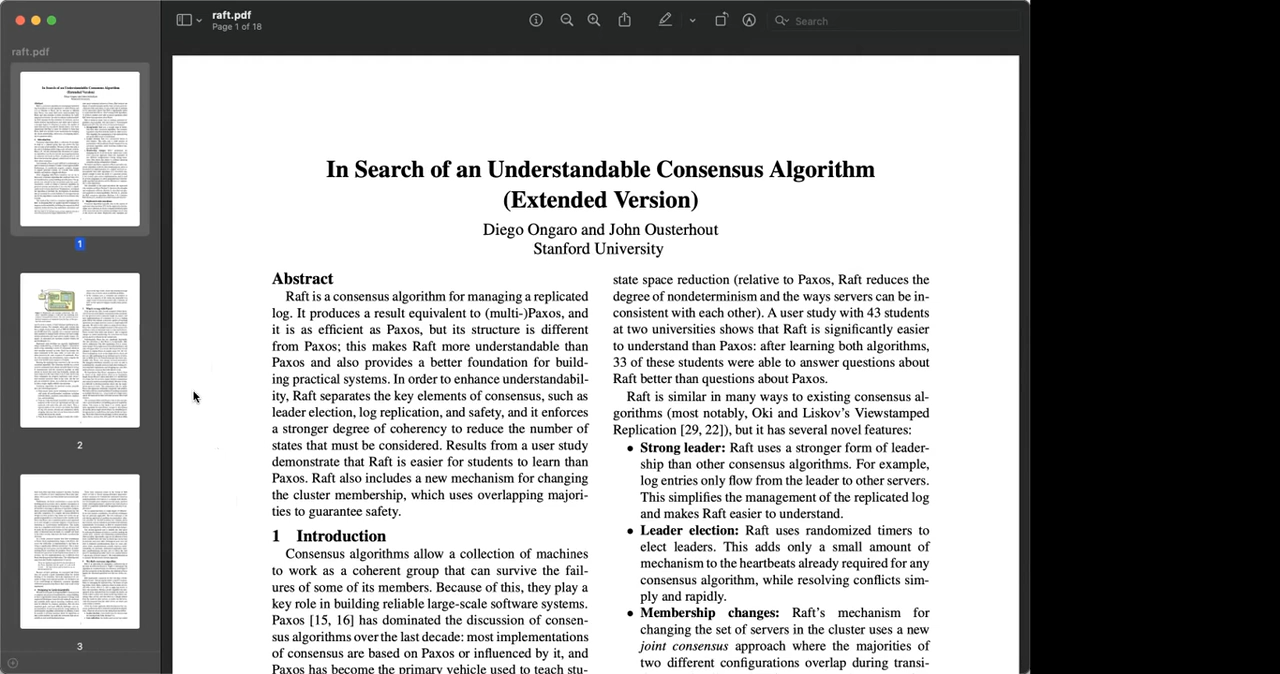 raft.pdf
Page 1 of 18
Search
raft.pdf
1
2
3
In Search of an Understandable Consensus Algorithm
(Extended Version)
Diego Ongaro and John Ousterhout
Stanford University
Abstract
Raft is a consensus algorithm for managing a replicated
log. It produces a result equivalent to (multi-)Paxos, and
it is as efficient as Paxos, but its structure is different
from Paxos; this makes Raft more understandable than
Paxos and also provides a better foundation for build-
ing practical systems. In order to enhance understandabil-
ity, Raft separates the key elements of consensus, such as
leader election, log replication, and safety, and it enforces
a stronger degree of coherency to reduce the number of
states that must be considered. Results from a user study
demonstrate that Raft is easier for students to learn than
Paxos. Raft also includes a new mechanism for changing
the cluster membership, which uses overlapping majori-
ties to guarantee safety.
1 Introduction
Consensus algorithms allow a collection of machines
to work as a coherent group that can survive the fail-
ures of some of its members. Because of this, they play a
key role in building reliable large-scale software systems.
Paxos [15, 16] has dominated the discussion of consen-
sus algorithms over the last decade: most implementations
of consensus are based on Paxos or influenced by it, and
Paxos has become the primary vehicle used to teach stu-
state space reduction (relative to Paxos, Raft reduces the
degree of nondeterminism and the ways servers can be in-
consistent with each other). A user study with 43 students
at two universities shows that Raft is significantly easier
to understand than Paxos: after learning both algorithms,
33 of these students were able to answer questions about
Raft better than questions about Paxos.
Raft is similar in many ways to existing consensus al-
gorithms (most notably, Oki and Liskov's Viewstamped
Replication [29, 22]), but it has several novel features:
• Strong leader: Raft uses a stronger form of leader-
ship than other consensus algorithms. For example,
log entries only flow from the leader to other servers.
This simplifies the management of the replicated log
and makes Raft easier to understand.
• Leader election: Raft uses randomized timers to
elect leaders. This adds only a small amount of
mechanism to the heartbeats already required for any
consensus algorithm, while resolving conflicts sim-
ply and rapidly.
• Membership changes: Raft's mechanism for
changing the set of servers in the cluster uses a new
joint consensus approach where the majorities of
two different configurations overlap during transi-